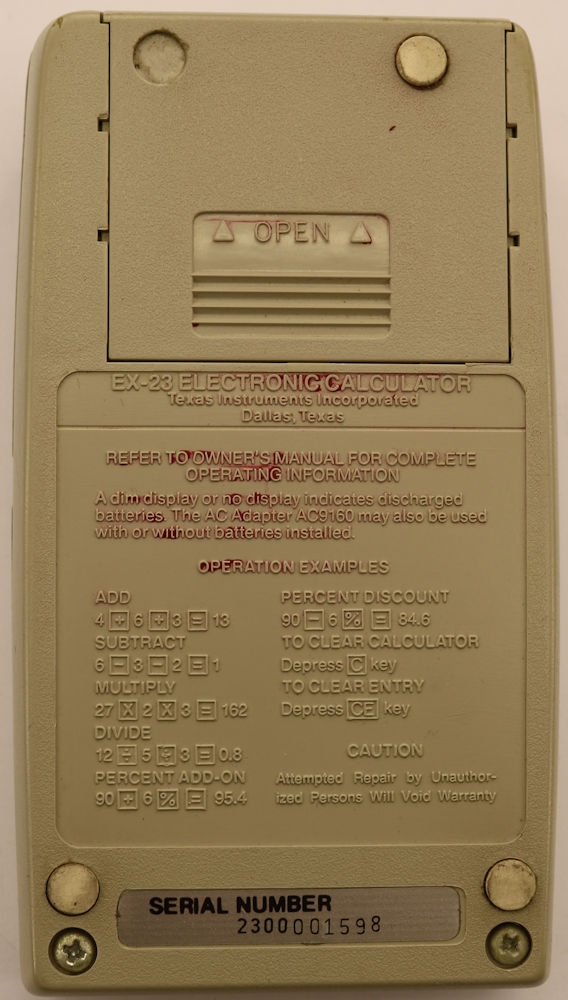 △ OPEN △
EX-23 ELECTRONIC CALCULATOR
Texas Instruments Incorporated
Dallas, Texas
REFER TO OWNER'S MANUAL FOR COMPLETE
OPERATING INFORMATION
A dim display or no display indicates discharged
batteries. The AC Adapter AC9160 may also be used
with or without batteries installed.
OPERATION EXAMPLES
ADD
4 + 6 + 3 = 13
SUBTRACT
6 − 3 − 2 = 1
MULTIPLY
27 X 2 X 3 = 162
DIVIDE
12 ÷ 5 ÷ 3 = 0.8
PERCENT ADD-ON
90 + 6 % = 95.4
PERCENT DISCOUNT
90 − 6 % = 84.6
TO CLEAR CALCULATOR
Depress C key
TO CLEAR ENTRY
Depress CE key
CAUTION
Attempted Repair by Unauthor-
ized Persons Will Void Warranty
SERIAL NUMBER
2300001598